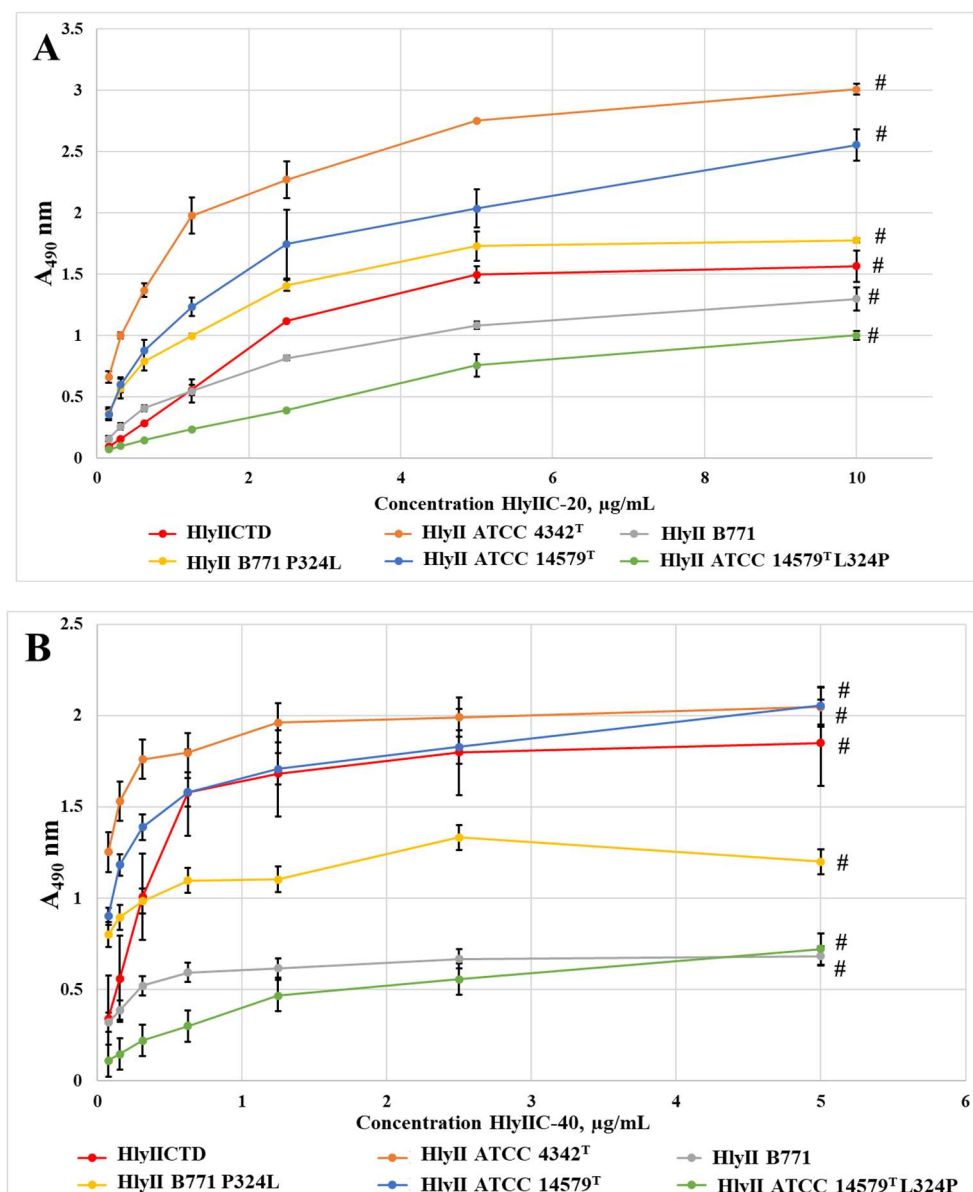 A
3.5
3
2.5
2
1.5
1
0.5
0
A490 nm
#
#
#
#
#
#
0 2 4 6 8 10
Concentration HlyIIC-20, µg/mL
HlyIICTD HlyII ATCC 4342T HlyII B771
HlyII B771 P324L HlyII ATCC 14579T HlyII ATCC 14579T L324P
B
2.5
2
1.5
1
0.5
0
A490 nm
#
#
#
#
#
#
0 1 2 3 4 5 6
Concentration HlyIIC-40, µg/mL
HlyIICTD HlyII ATCC 4342T HlyII B771
HlyII B771 P324L HlyII ATCC 14579T HlyII ATCC 14579T L324P